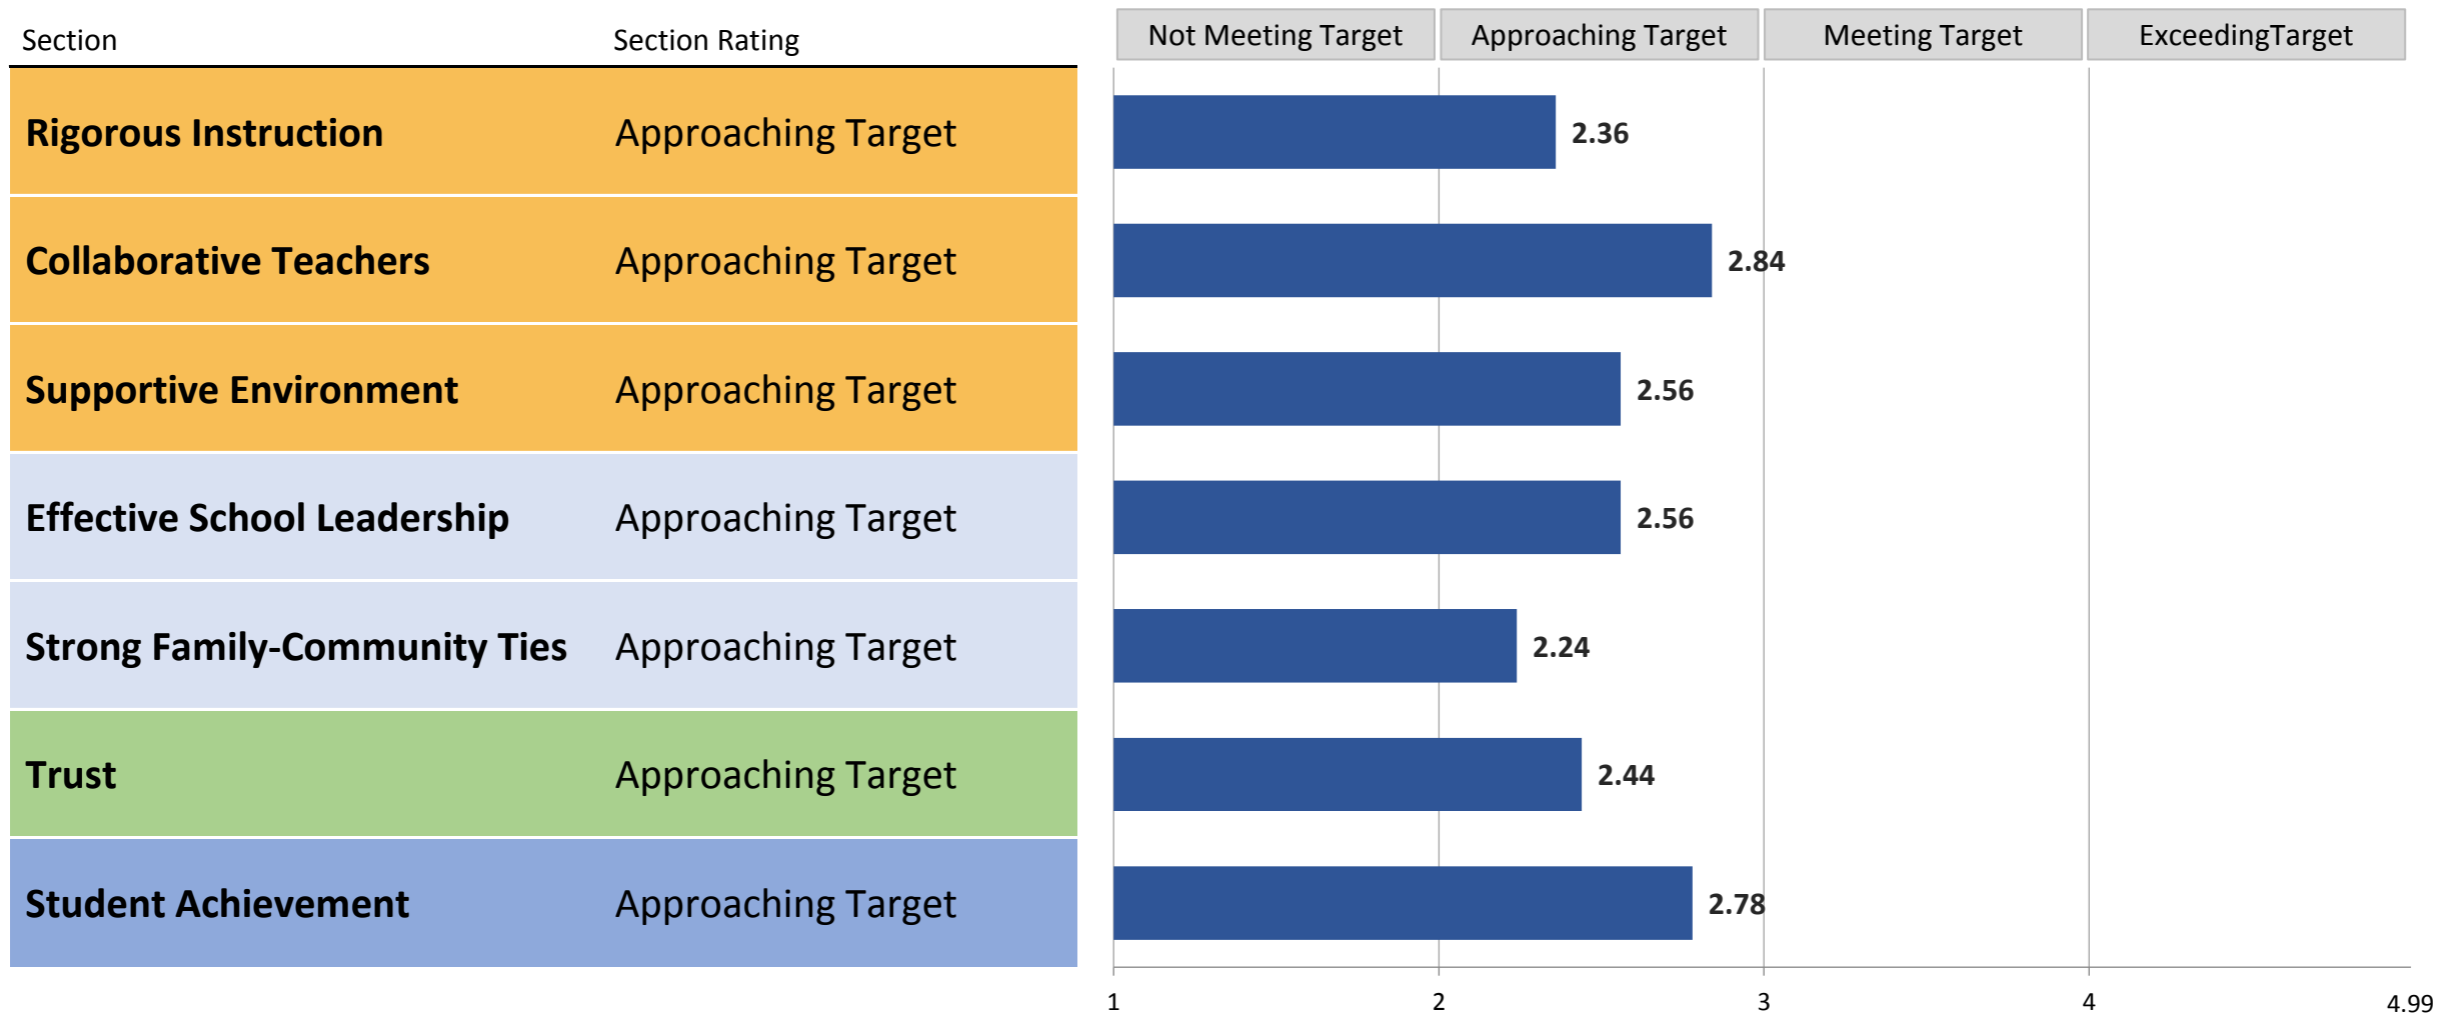 Section Section Rating Not Meeting Target Approaching Target Meeting Target ExceedingTarget
Rigorous Instruction Approaching Target 2.36
Collaborative Teachers Approaching Target 2.84
Supportive Environment Approaching Target 2.56
Effective School Leadership Approaching Target 2.56
Strong Family-Community Ties Approaching Target 2.24
Trust Approaching Target 2.44
Student Achievement Approaching Target 2.78
1 2 3 4 4.99